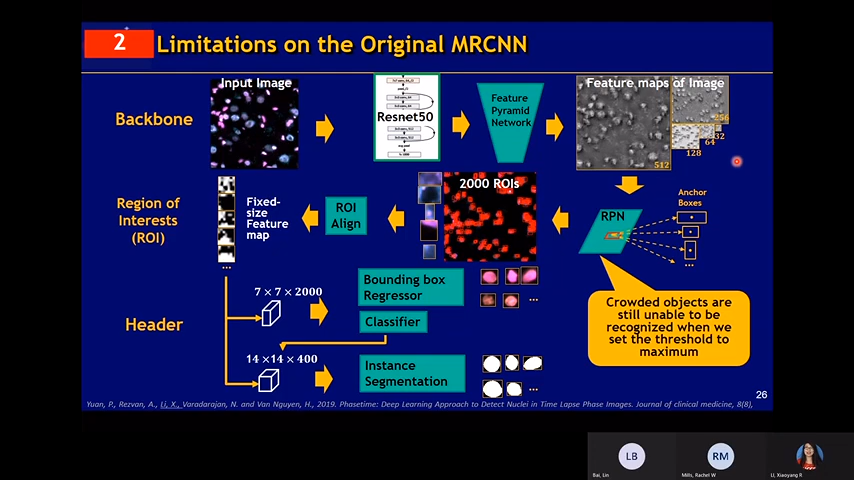 2
Limitations on the Original MRCNN
Backbone
Input Image
Resnet50
Feature
Pyramid
Network
Feature maps of Image
256
32
64
128
512
Region of
Interests
(ROI)
Fixed-
size
Feature
map
...
ROI
Align
2000 ROIs
RPN
Anchor
Boxes
...
Header
7 × 7 × 2000
Bounding box
Regressor
...
Classifier
14×14 × 400
Instance
Segmentation
...
Crowded objects are
still unable to be
recognized when we
set the threshold to
maximum
26
Yuan, P., Rezvan, A., Li, X., Varadarajan, N. and Van Nguyen, H., 2019. Phasetime: Deep Learning Approach to Detect Nuclei in Time Lapse Phase Images. Journal of clinical medicine, 8(8),
LB
Bai, Lin
RM
Mills, Rachel W
LI, Xiaoyang R